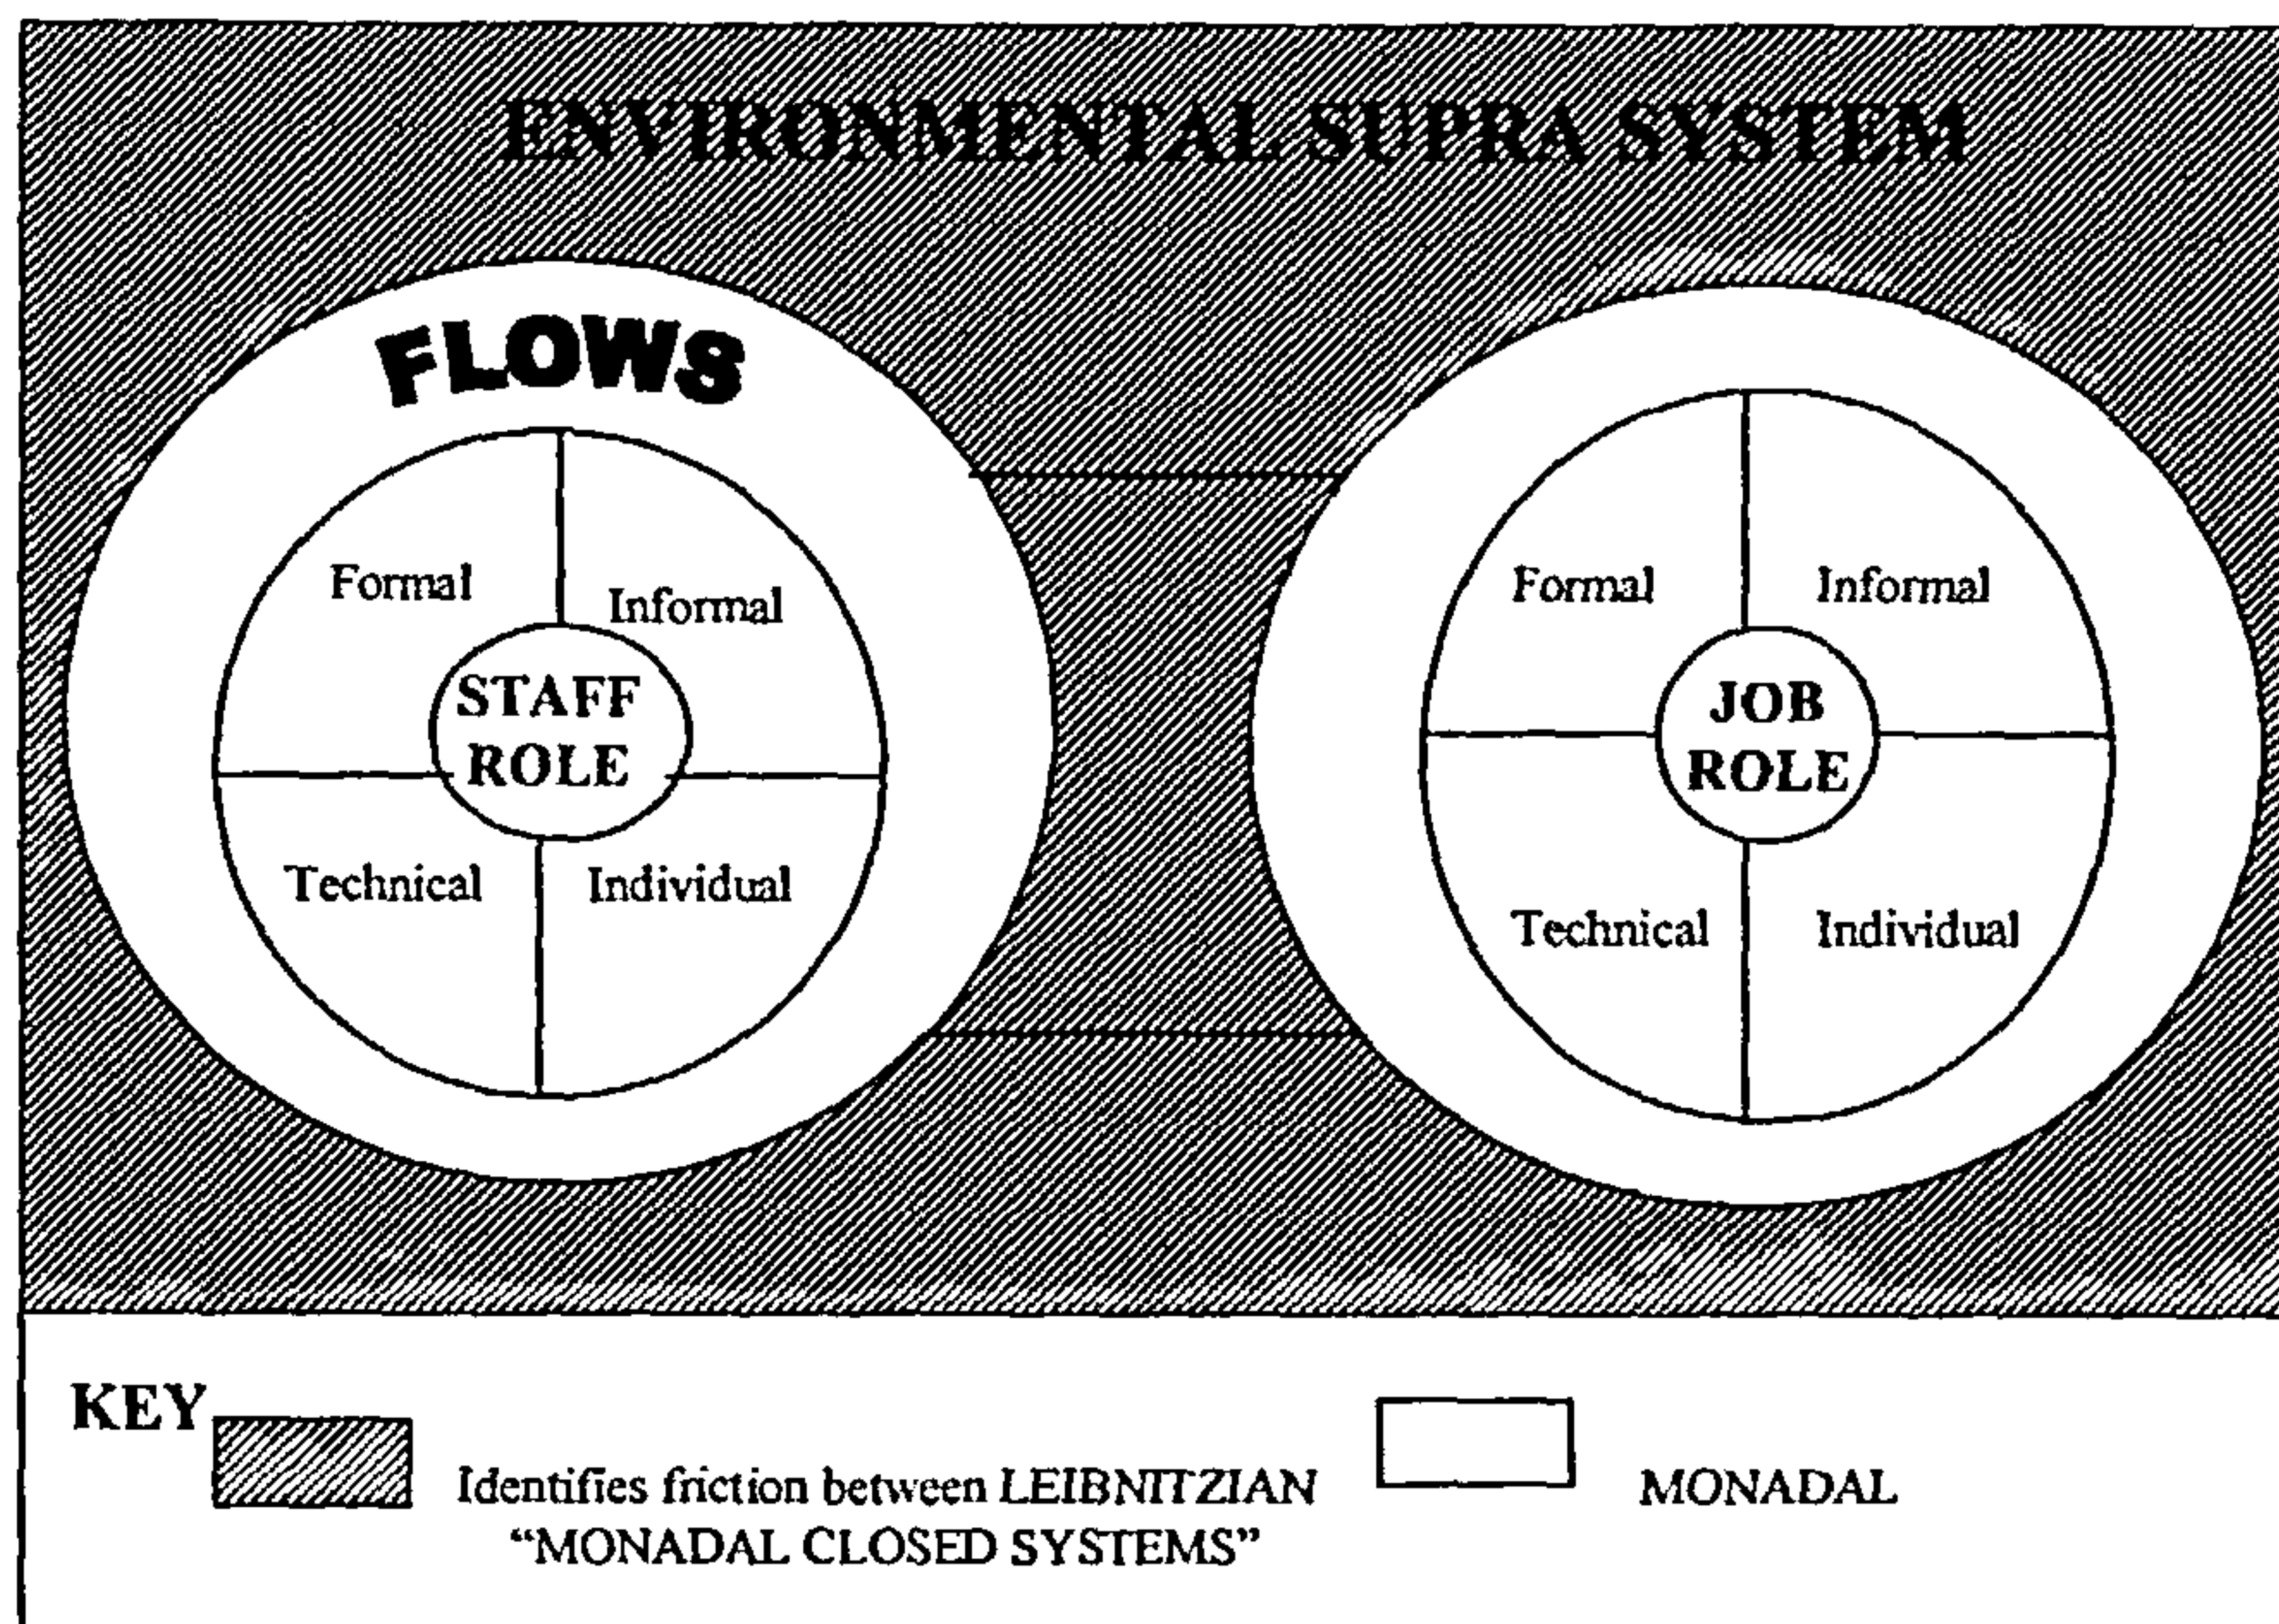 ENVIRONMENTAL SUPRA SYSTEM
FLOWS
Formal
Informal
STAFF
ROLE
Technical
Individual
Formal
Informal
JOB
ROLE
Technical
Individual
KEY
Identifies friction between LEIBNITZIAN
“MONADAL CLOSED SYSTEMS”
MONADAL